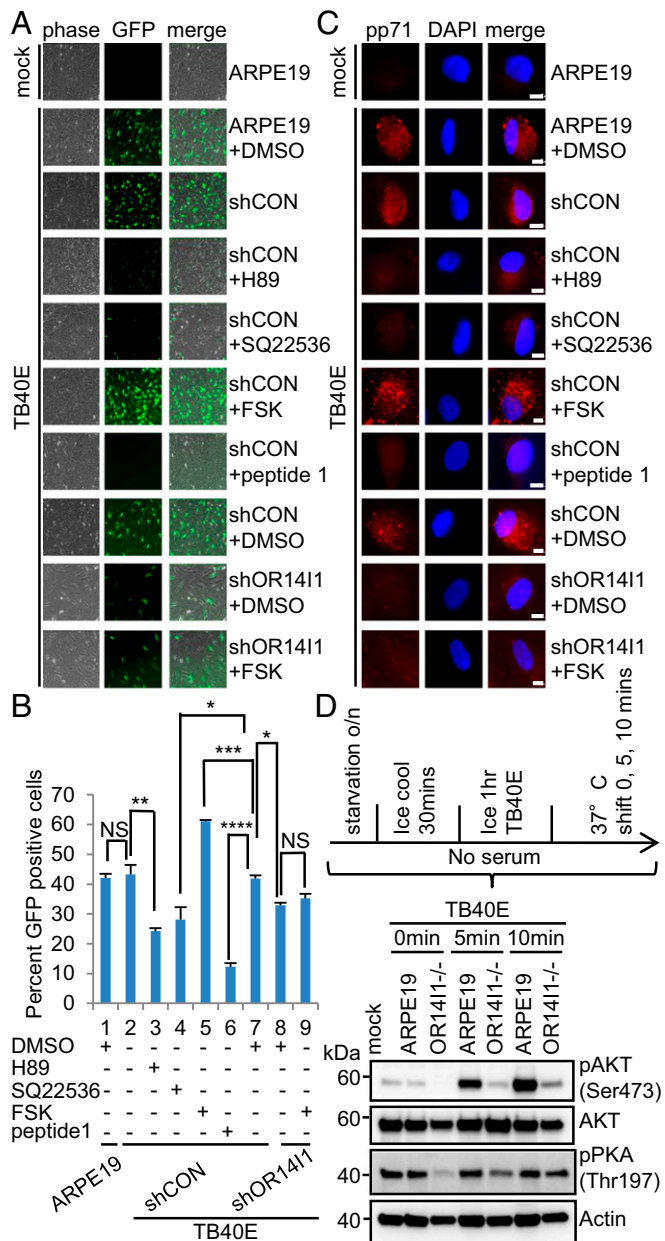 A
phase GFP merge
mock
ARPE19
TB40E
ARPE19
+DMSO
shCON
shCON
+H89
shCON
+SQ22536
shCON
+FSK
shCON
+peptide 1
shCON
+DMSO
shOR14I1
+DMSO
shOR14I1
+FSK
C
pp71 DAPI merge
mock
ARPE19
TB40E
ARPE19
+DMSO
shCON
shCON
+H89
shCON
+SQ22536
shCON
+FSK
shCON
+peptide 1
shCON
+DMSO
shOR14I1
+DMSO
shOR14I1
+FSK
B
Percent GFP positive cells
70
60
50
40
30
20
10
0
NS ** * *** **** * NS
1 2 3 4 5 6 7 8 9
DMSO + - - - - - + + -
H89 - - + - - - - - -
SQ22536 - - - + - - - - -
FSK - - - - + - - - +
peptide1 - - - - - + - - -
ARPE19 shCON shOR14I1
TB40E
D
starvation o/n
Ice cool
30mins
Ice 1hr
TB40E
37° C
shift 0, 5, 10 mins
No serum
TB40E
0min 5min 10min
mock ARPE19 OR14I1-/- ARPE19 OR14I1-/- ARPE19 OR14I1-/-
kDa
60 pAKT
(Ser473)
60 AKT
40 pPKA
(Thr197)
40 Actin